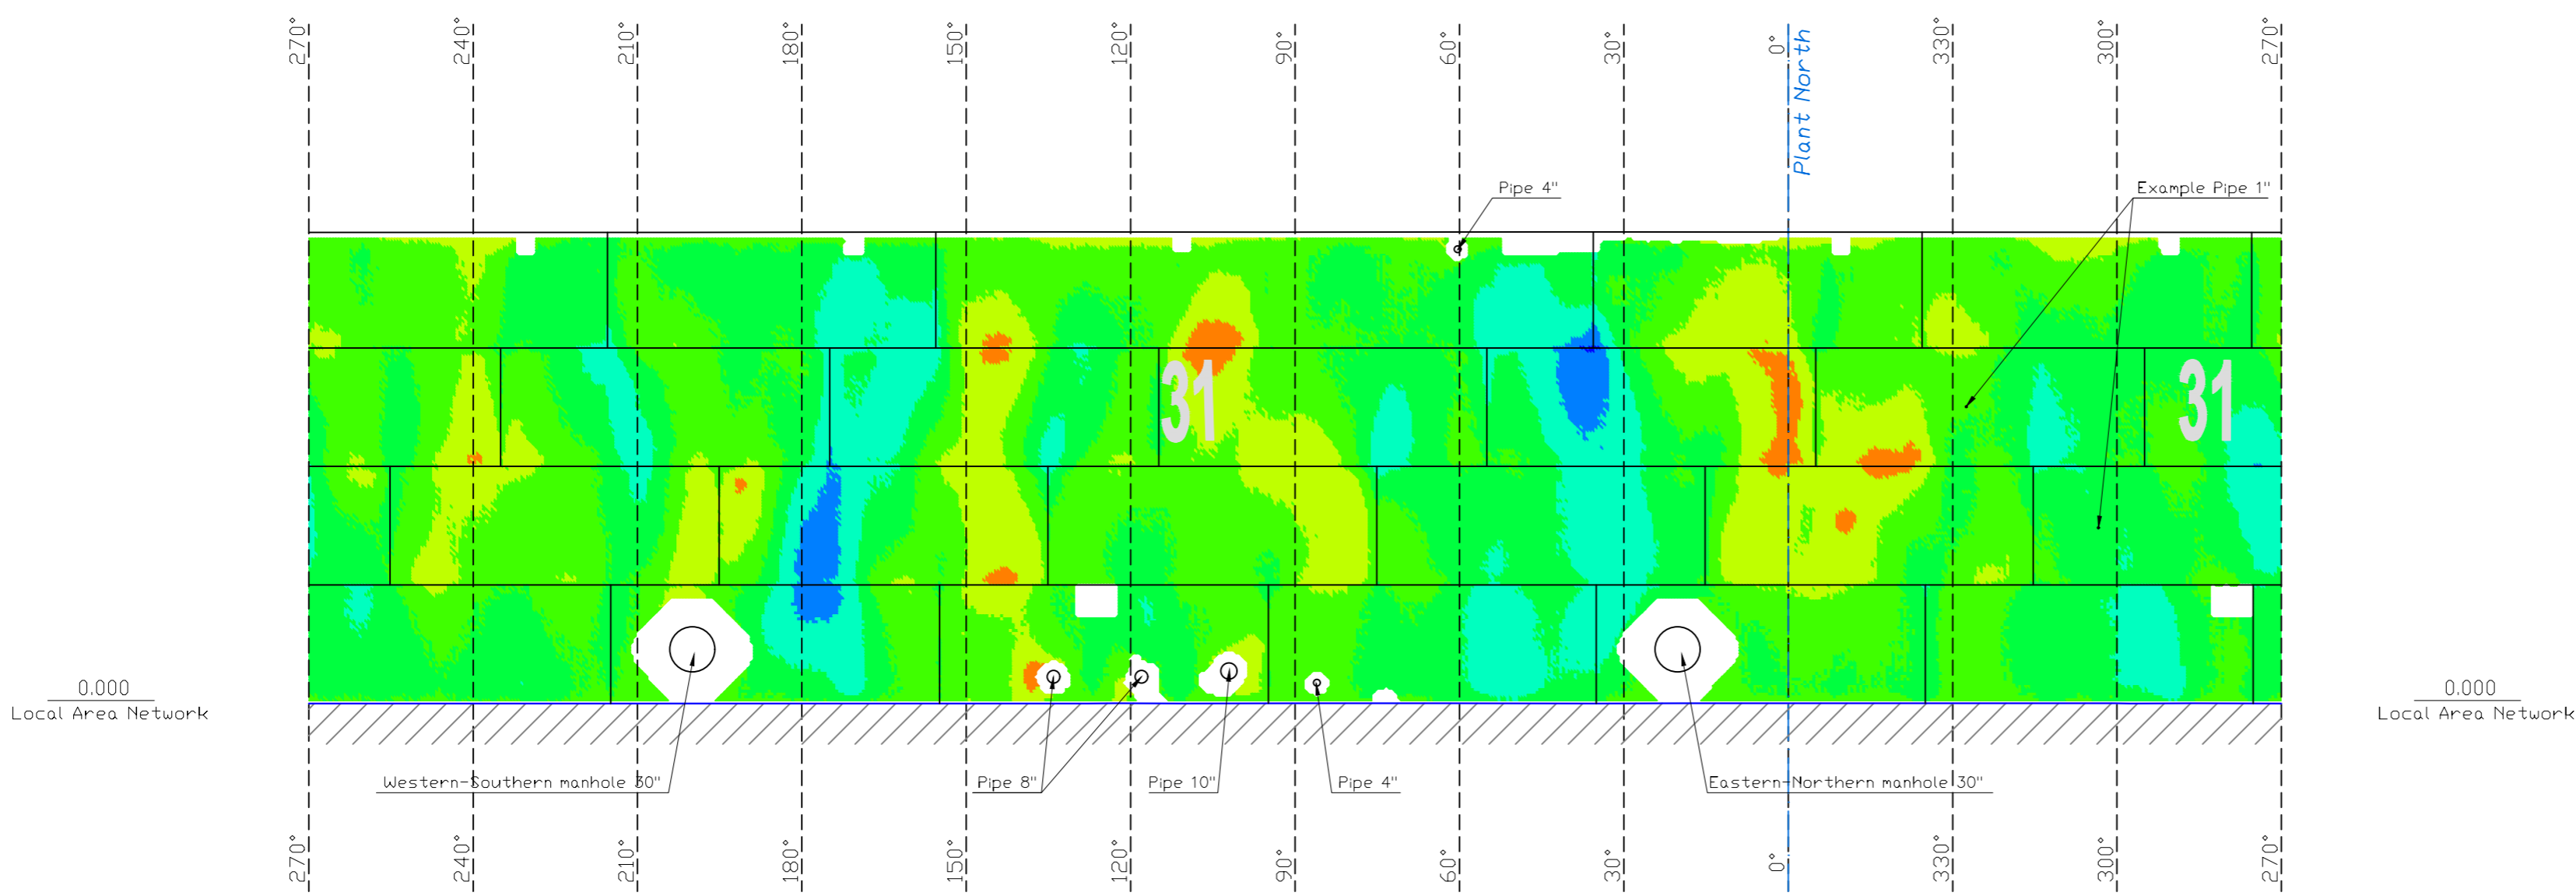 270° 240° 210° 180° 150° 120° 90° 60° 30° 0° Plant North 330° 300° 270°
Pipe 4"
Example Pipe 1"
31
31
0.000
Local Area Network
0.000
Local Area Network
Western-Southern manhole 30"
Pipe 8"
Pipe 10"
Pipe 4"
Eastern-Northern manhole 30"
270° 240° 210° 180° 150° 120° 90° 60° 30° 0° 330° 300° 270°